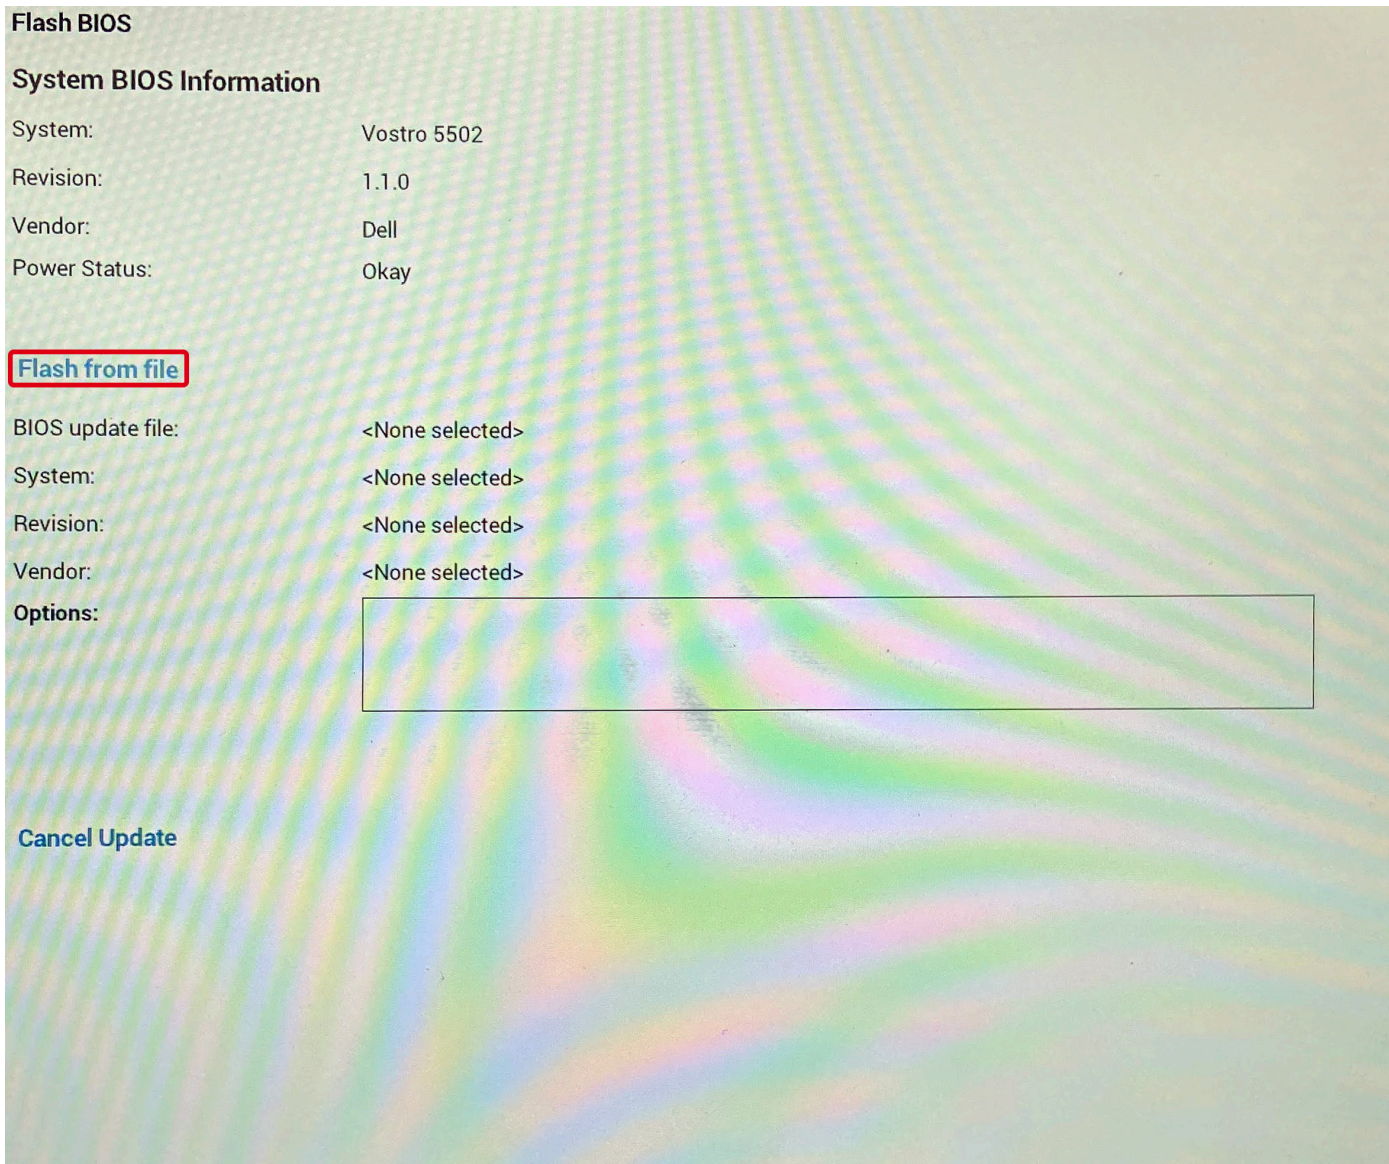 Flash BIOS
System BIOS Information
System: Vostro 5502
Revision: 1.1.0
Vendor: Dell
Power Status: Okay
Flash from file
BIOS update file: <None selected>
System: <None selected>
Revision: <None selected>
Vendor: <None selected>
Options:
Cancel Update